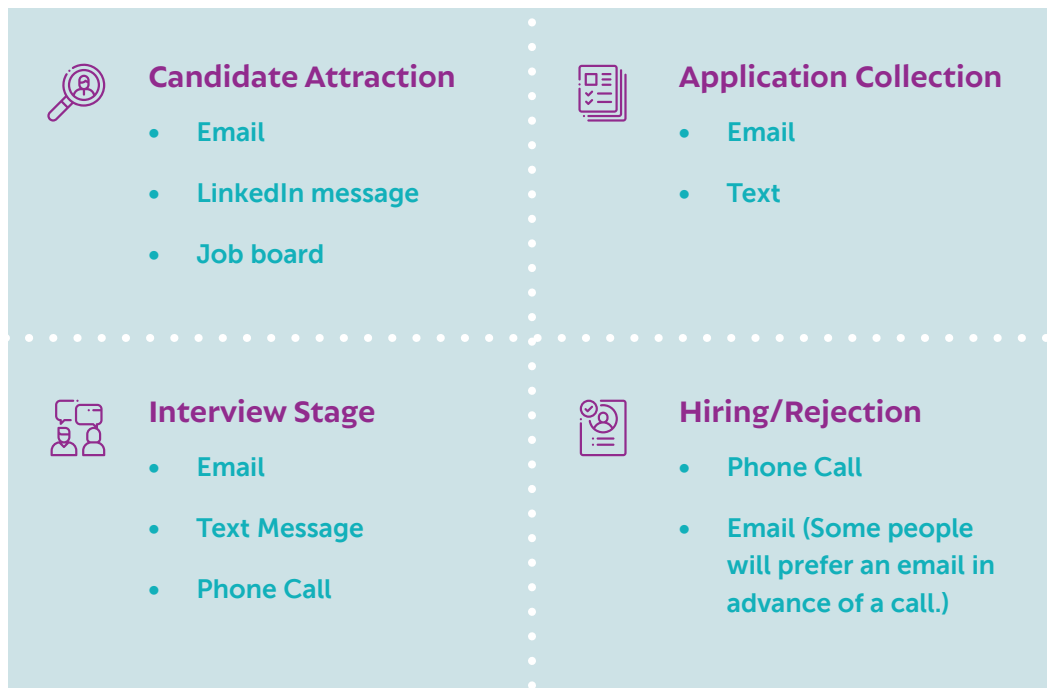 Candidate Attraction
• Email
• LinkedIn message
• Job board
Application Collection
• Email
• Text
Interview Stage
• Email
• Text Message
• Phone Call
Hiring/Rejection
• Phone Call
• Email (Some people
will prefer an email in
advance of a call.)